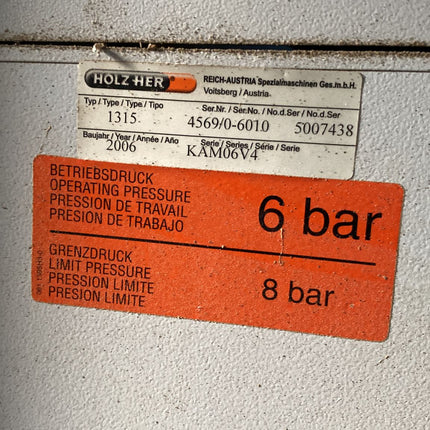 HOLZ-HER
REICH-AUSTRIA Spezialmaschinen Ges.m.b.H.
Voitsberg / Austria
Typ / Type / Type / Tipo
Ser.Nr. / Ser.No. / No.d.Ser / No.d.Ser
1315
4569/0-6010 5007438
Baujahr / Year / Année / Año
Serie / Series / Série / Serie
2006
KAM06V4
BETRIEBSDRUCK
OPERATING PRESSURE
PRESSION DE TRAVAIL
PRESION DE TRABAJO
6 bar
GRENZDRUCK
LIMIT PRESSURE
PRESSION LIMITE
PRESION LIMITE
8 bar